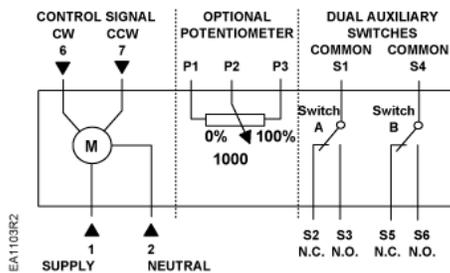 CONTROL SIGNAL
CW CCW
6 7
OPTIONAL
POTENTIOMETER
P1 P2 P3
DUAL AUXILIARY
SWITCHES
COMMON COMMON
S1 S4
M
0% 100%
1000
Switch
A
Switch
B
1 2
SUPPLY NEUTRAL
S2 S3 S5 S6
N.C. N.O. N.C. N.O.
EA1103R2